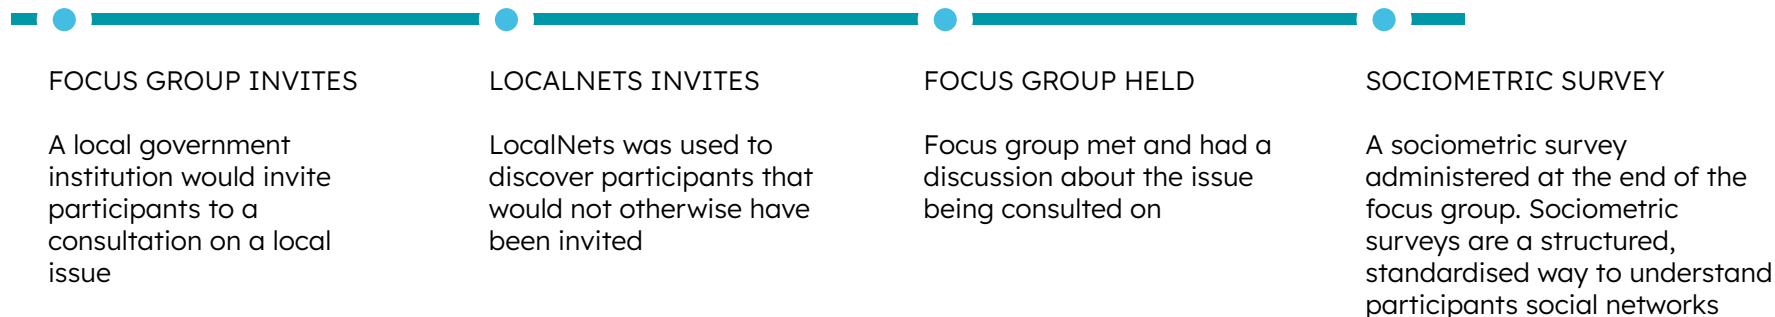 FOCUS GROUP INVITES
A local government
institution would invite
participants to a
consultation on a local
issue
LOCALNETS INVITES
LocalNets was used to
discover participants that
would not otherwise have
been invited
FOCUS GROUP HELD
Focus group met and had a
discussion about the issue
being consulted on
SOCIOMETRIC SURVEY
A sociometric survey
administered at the end of the
focus group. Sociometric
surveys are a structured,
standardised way to understand
participants social networks